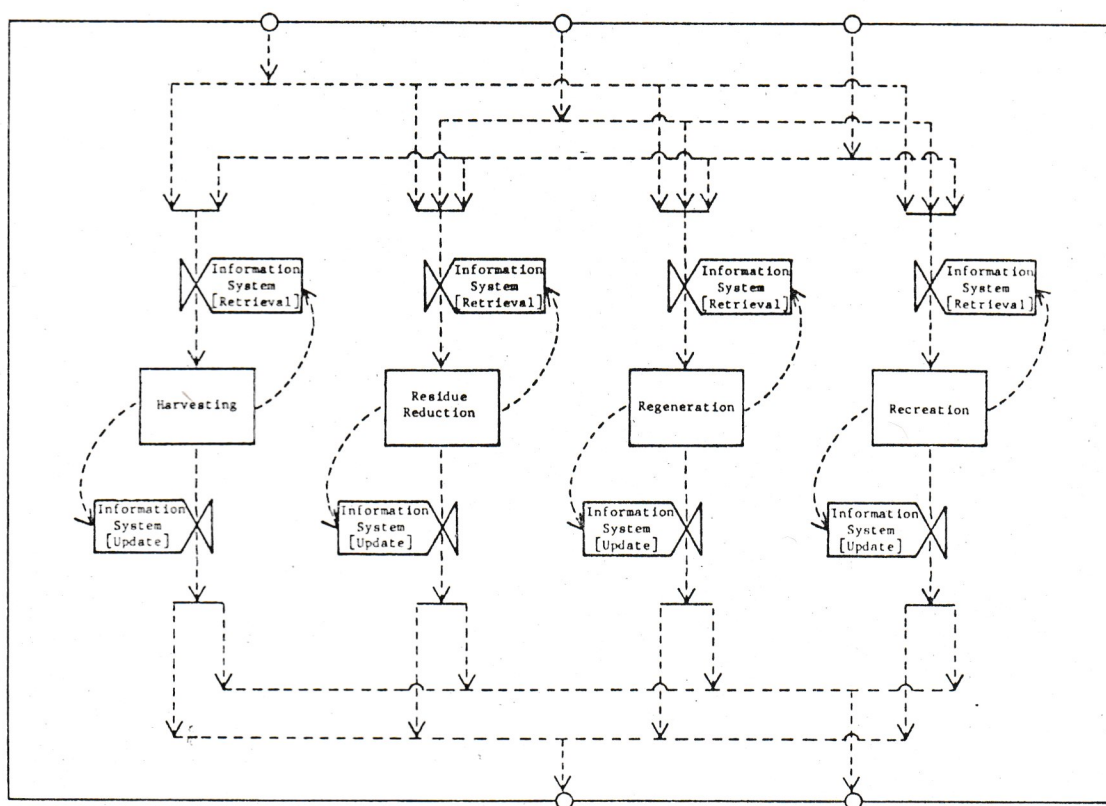 Information
System
[Retrieval]
Information
System
[Retrieval]
Information
System
[Retrieval]
Information
System
[Retrieval]
Harvesting
Residue
Reduction
Regeneration
Recreation
Information
System
[Update]
Information
System
[Update]
Information
System
[Update]
Information
System
[Update]